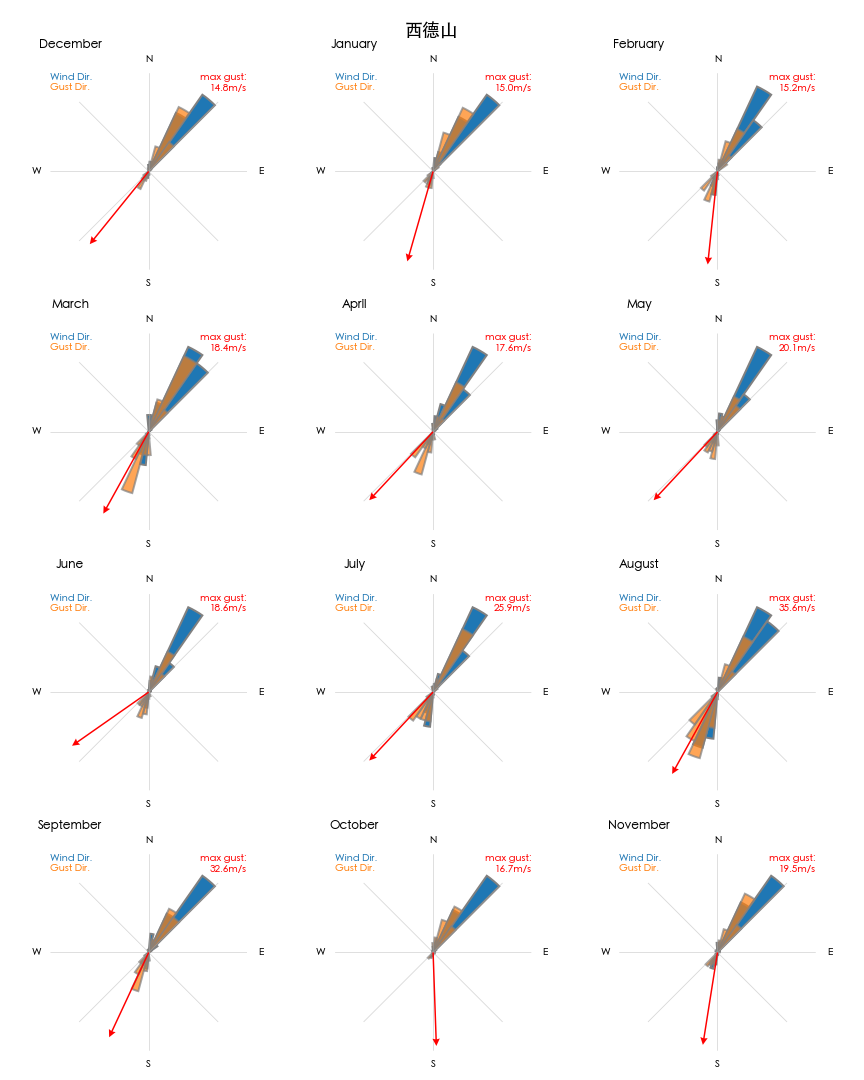 西德山
December
N
Wind Dir.
Gust Dir.
max gust:
14.8m/s
W
E
S
January
N
Wind Dir.
Gust Dir.
max gust:
15.0m/s
W
E
S
February
N
Wind Dir.
Gust Dir.
max gust:
15.2m/s
W
E
S
March
N
Wind Dir.
Gust Dir.
max gust:
18.4m/s
W
E
S
April
N
Wind Dir.
Gust Dir.
max gust:
17.6m/s
W
E
S
May
N
Wind Dir.
Gust Dir.
max gust:
20.1m/s
W
E
S
June
N
Wind Dir.
Gust Dir.
max gust:
18.6m/s
W
E
S
July
N
Wind Dir.
Gust Dir.
max gust:
25.9m/s
W
E
S
August
N
Wind Dir.
Gust Dir.
max gust:
35.6m/s
W
E
S
September
N
Wind Dir.
Gust Dir.
max gust:
32.6m/s
W
E
S
October
N
Wind Dir.
Gust Dir.
max gust:
16.7m/s
W
E
S
November
N
Wind Dir.
Gust Dir.
max gust:
19.5m/s
W
E
S